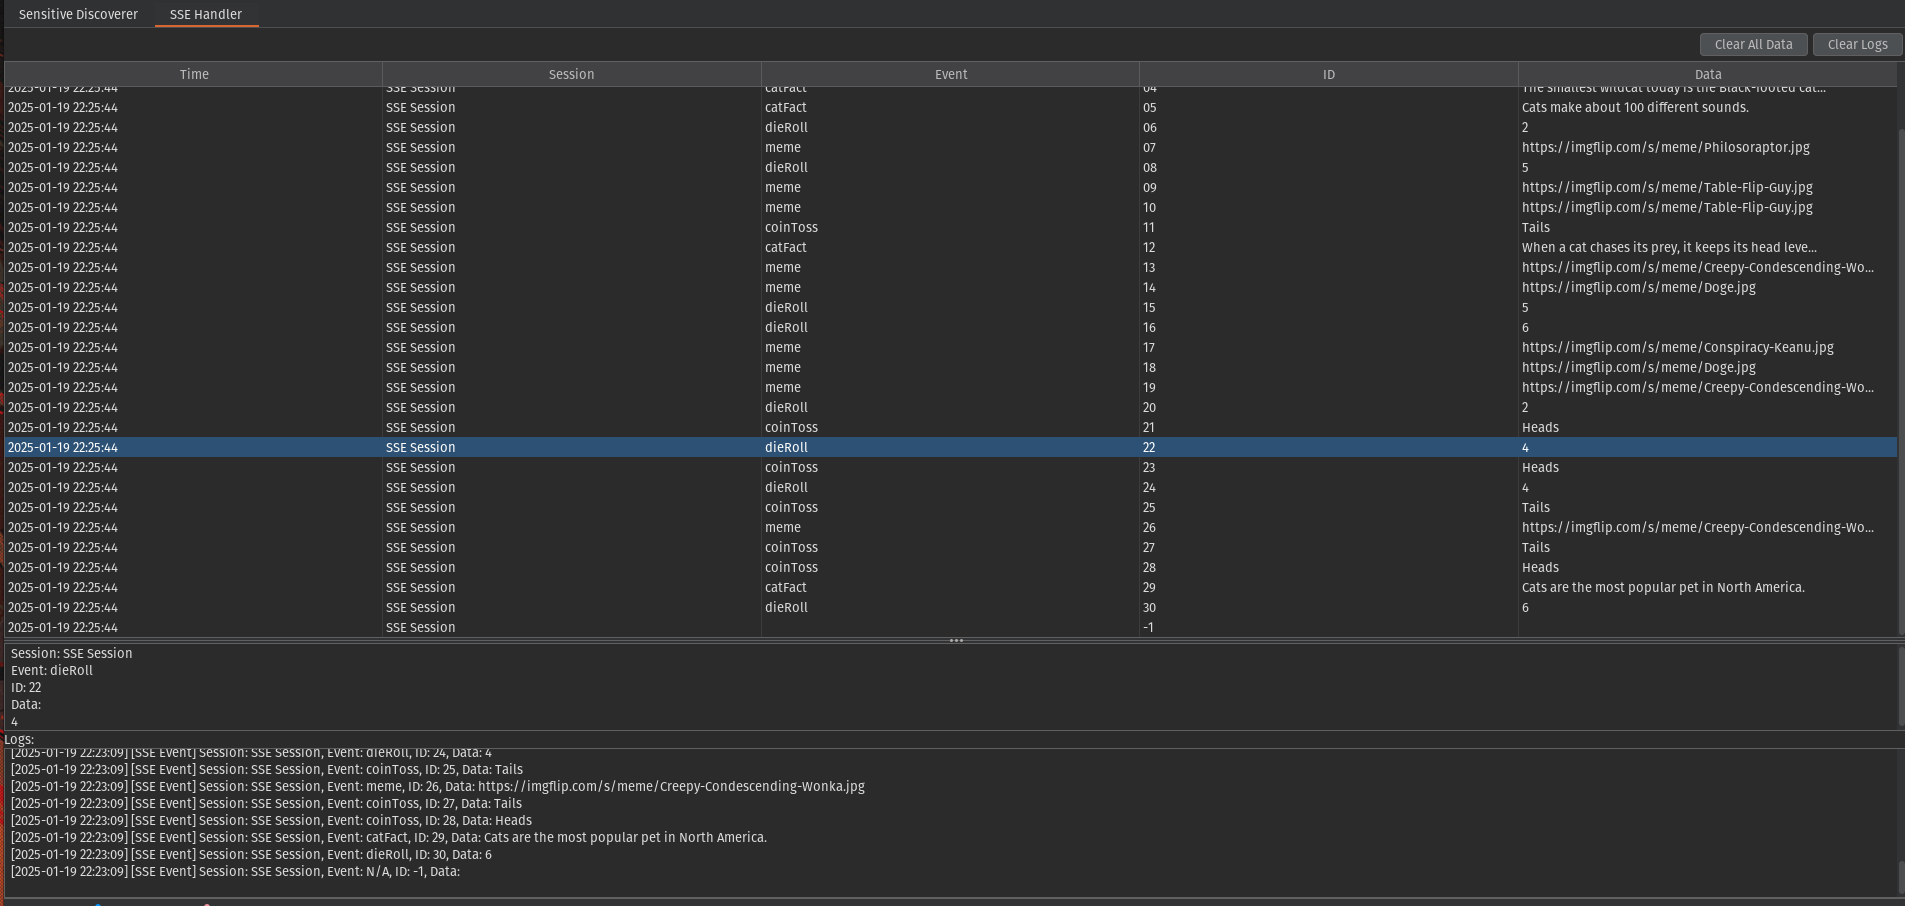 Sensitive Discoverer SSE Handler
Clear All Data Clear Logs
Time Session Event ID Data
2025-01-19 22:25:44 SSE Session catFact 04 The smallest wildcat today is the Black-footed cat...
2025-01-19 22:25:44 SSE Session catFact 05 Cats make about 100 different sounds.
2025-01-19 22:25:44 SSE Session dieRoll 06 2
2025-01-19 22:25:44 SSE Session meme 07 https://imgflip.com/s/meme/Philosoraptor.jpg
2025-01-19 22:25:44 SSE Session dieRoll 08 5
2025-01-19 22:25:44 SSE Session meme 09 https://imgflip.com/s/meme/Table-Flip-Guy.jpg
2025-01-19 22:25:44 SSE Session meme 10 https://imgflip.com/s/meme/Table-Flip-Guy.jpg
2025-01-19 22:25:44 SSE Session coinToss 11 Tails
2025-01-19 22:25:44 SSE Session catFact 12 When a cat chases its prey, it keeps its head leve...
2025-01-19 22:25:44 SSE Session meme 13 https://imgflip.com/s/meme/Creepy-Condescending-Wo...
2025-01-19 22:25:44 SSE Session meme 14 https://imgflip.com/s/meme/Doge.jpg
2025-01-19 22:25:44 SSE Session dieRoll 15 5
2025-01-19 22:25:44 SSE Session dieRoll 16 6
2025-01-19 22:25:44 SSE Session meme 17 https://imgflip.com/s/meme/Conspiracy-Keanu.jpg
2025-01-19 22:25:44 SSE Session meme 18 https://imgflip.com/s/meme/Doge.jpg
2025-01-19 22:25:44 SSE Session meme 19 https://imgflip.com/s/meme/Creepy-Condescending-Wo...
2025-01-19 22:25:44 SSE Session dieRoll 20 2
2025-01-19 22:25:44 SSE Session coinToss 21 Heads
2025-01-19 22:25:44 SSE Session dieRoll 22 4
2025-01-19 22:25:44 SSE Session coinToss 23 Heads
2025-01-19 22:25:44 SSE Session dieRoll 24 4
2025-01-19 22:25:44 SSE Session coinToss 25 Tails
2025-01-19 22:25:44 SSE Session meme 26 https://imgflip.com/s/meme/Creepy-Condescending-Wo...
2025-01-19 22:25:44 SSE Session coinToss 27 Tails
2025-01-19 22:25:44 SSE Session coinToss 28 Heads
2025-01-19 22:25:44 SSE Session catFact 29 Cats are the most popular pet in North America.
2025-01-19 22:25:44 SSE Session dieRoll 30 6
2025-01-19 22:25:44 SSE Session -1
Session: SSE Session
Event: dieRoll
ID: 22
Data:
4
Logs:
[2025-01-19 22:23:09] [SSE Event] Session: SSE Session, Event: dieRoll, ID: 24, Data: 4
[2025-01-19 22:23:09] [SSE Event] Session: SSE Session, Event: coinToss, ID: 25, Data: Tails
[2025-01-19 22:23:09] [SSE Event] Session: SSE Session, Event: meme, ID: 26, Data: https://imgflip.com/s/meme/Creepy-Condescending-Wonka.jpg
[2025-01-19 22:23:09] [SSE Event] Session: SSE Session, Event: coinToss, ID: 27, Data: Tails
[2025-01-19 22:23:09] [SSE Event] Session: SSE Session, Event: coinToss, ID: 28, Data: Heads
[2025-01-19 22:23:09] [SSE Event] Session: SSE Session, Event: catFact, ID: 29, Data: Cats are the most popular pet in North America.
[2025-01-19 22:23:09] [SSE Event] Session: SSE Session, Event: dieRoll, ID: 30, Data: 6
[2025-01-19 22:23:09] [SSE Event] Session: SSE Session, Event: N/A, ID: -1, Data: